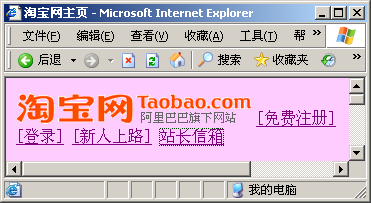 淘宝网主页 - Microsoft Internet Explorer
文件(F) 编辑(E) 查看(V) 收藏(A) 工具(T) 帮
后退 搜索 收藏夹
淘宝网 Taobao.com
阿里巴巴旗下网站 [免费注册]
[登录] [新人上路] 站长信箱
我的电脑